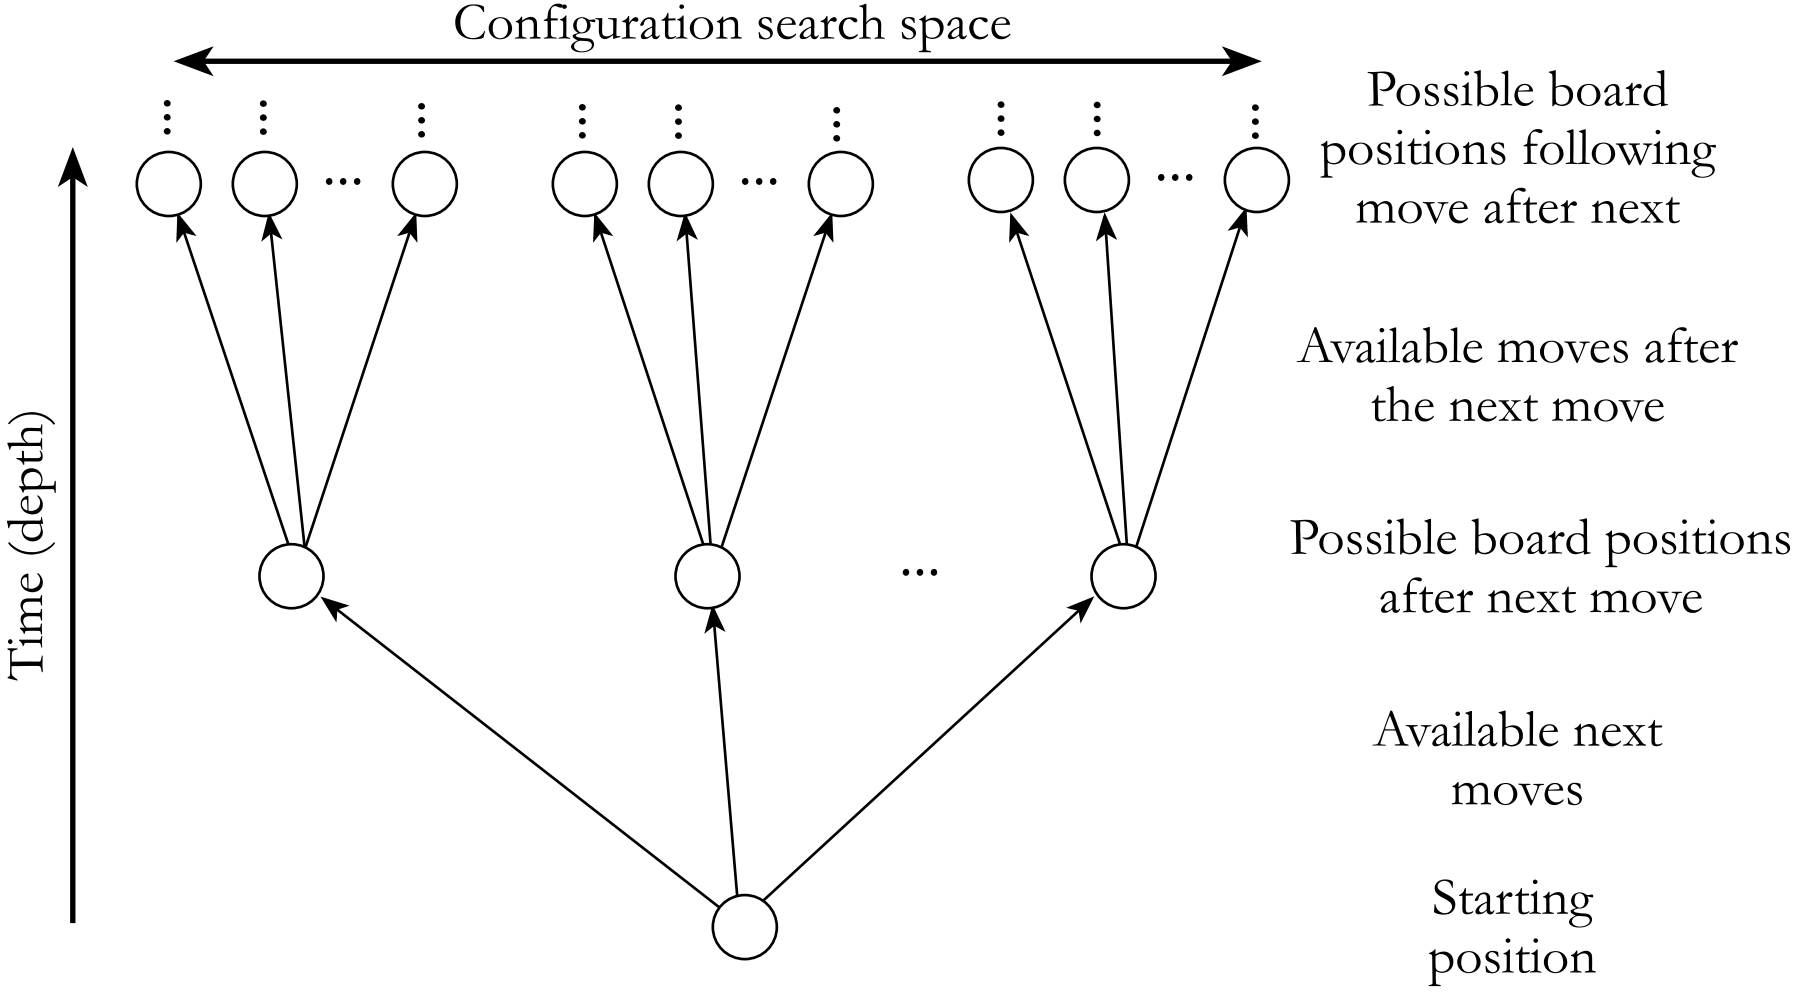 Configuration search space
Possible board
positions following
move after next
Available moves after
the next move
Time (depth)
Possible board positions
after next move
Available next
moves
Starting
position